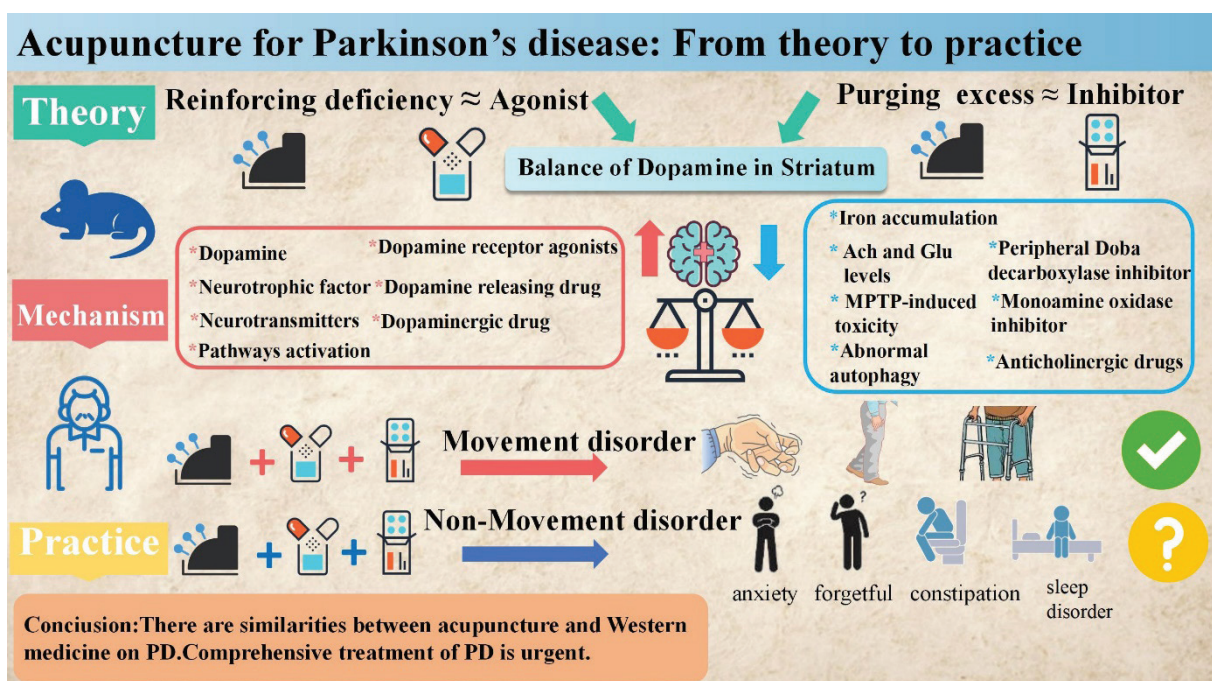 Acupuncture for Parkinson's disease: From theory to practice
Theory
Reinforcing deficiency ≈ Agonist
Purging excess ≈ Inhibitor
Balance of Dopamine in Striatum
Mechanism
*Dopamine
*Neurotrophic factor
*Neurotransmitters
*Pathways activation
*Dopamine receptor agonists
*Dopamine releasing drug
*Dopaminergic drug
*Iron accumulation
*Ach and Glu
levels
*MPTP-induced
toxicity
*Abnormal
autophagy
*Peripheral Doba
decarboxylase inhibitor
*Monoamine oxidase
inhibitor
*Anticholinergic drugs
Movement disorder
Practice
Non-Movement disorder
?
?
anxiety
forgetful
constipation
sleep
disorder
Conciusion:There are similarities between acupuncture and Western
medicine on PD.Comprehensive treatment of PD is urgent.